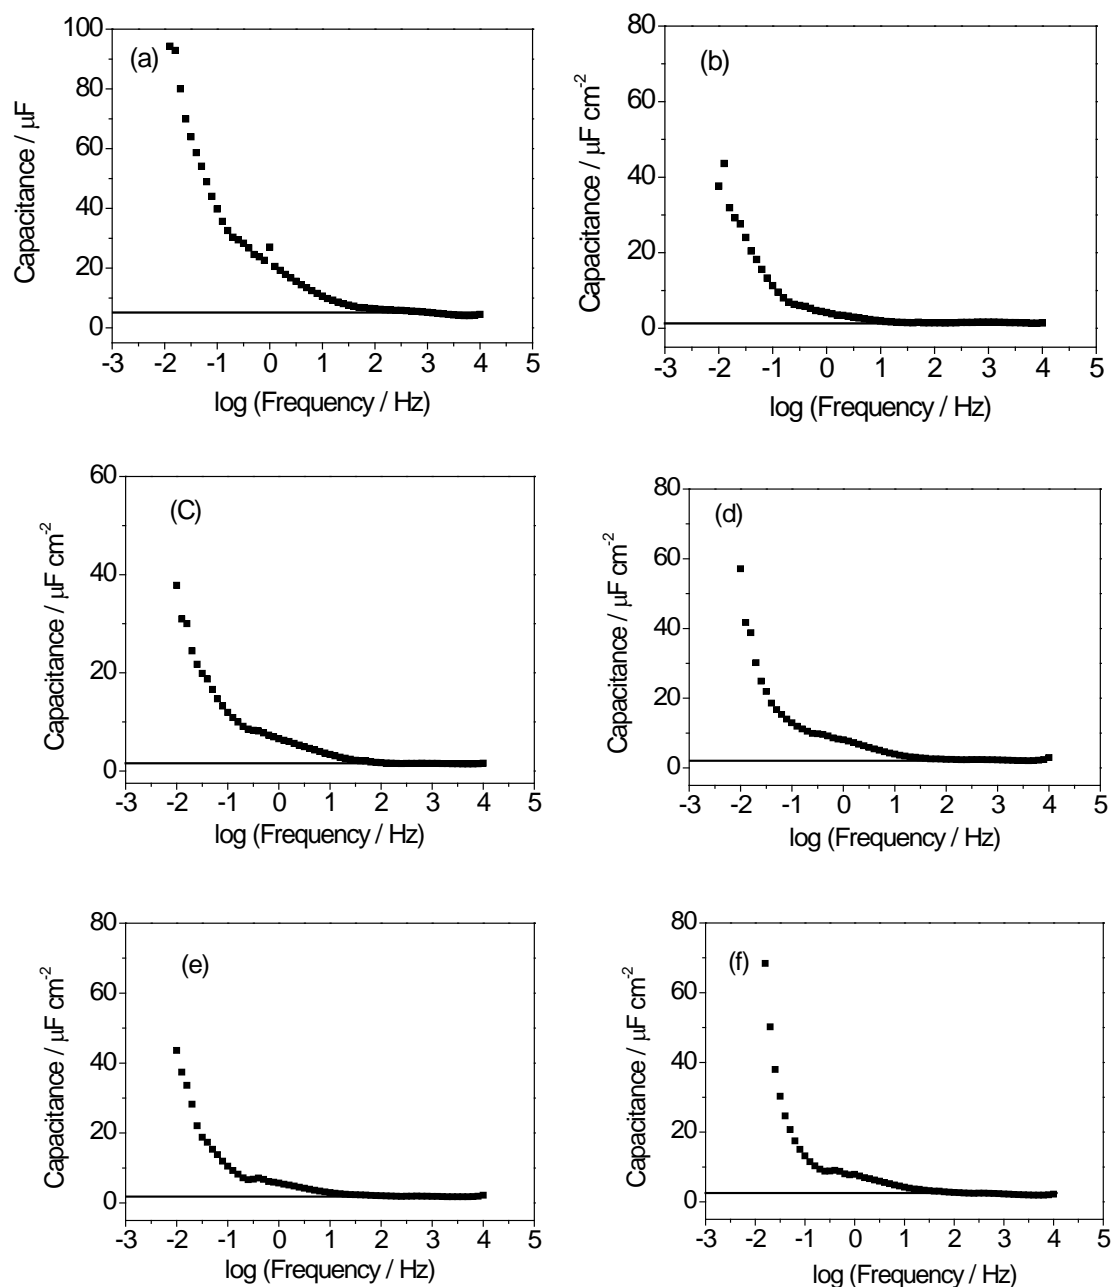 (a)
Capacitance / μF
100
80
60
40
20
0
-3 -2 -1 0 1 2 3 4 5
log (Frequency / Hz)
(b)
Capacitance / μF cm-2
80
60
40
20
0
-3 -2 -1 0 1 2 3 4 5
log (Frequency / Hz)
(C)
Capacitance / μF cm-2
60
40
20
0
-3 -2 -1 0 1 2 3 4 5
log (Frequency / Hz)
(d)
Capacitance / μF cm-2
80
60
40
20
0
-3 -2 -1 0 1 2 3 4 5
log (Frequency / Hz)
(e)
Capacitance / μF cm-2
80
60
40
20
0
-3 -2 -1 0 1 2 3 4 5
log (Frequency / Hz)
(f)
Capacitance / μF cm-2
80
60
40
20
0
-3 -2 -1 0 1 2 3 4 5
log (Frequency / Hz)